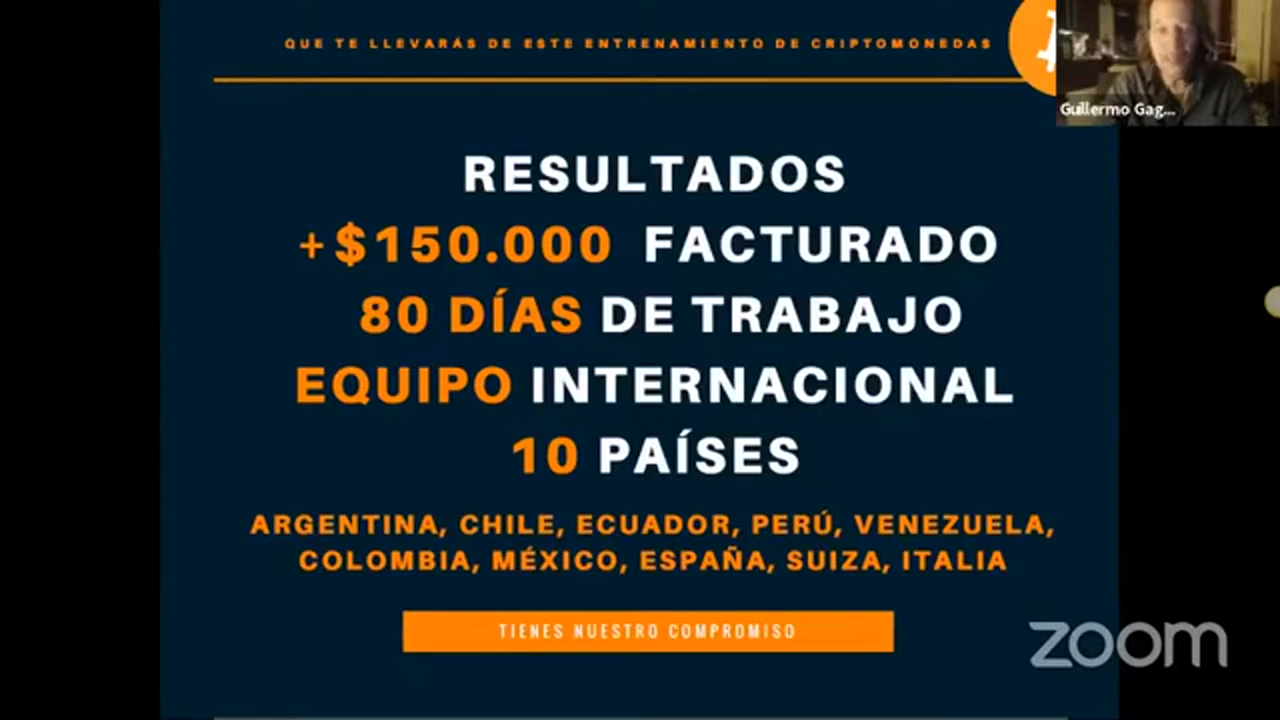 QUE TE LLEVARÁS DE ESTE ENTRENAMIENTO DE CRIPTOMONEDAS
Guillermo Gag...
RESULTADOS
+$150.000 FACTURADO
80 DÍAS DE TRABAJO
EQUIPO INTERNACIONAL
10 PAÍSES
ARGENTINA, CHILE, ECUADOR, PERÚ, VENEZUELA,
COLOMBIA, MÉXICO, ESPAÑA, SUIZA, ITALIA
TIENES NUESTRO COMPROMISO
zoom